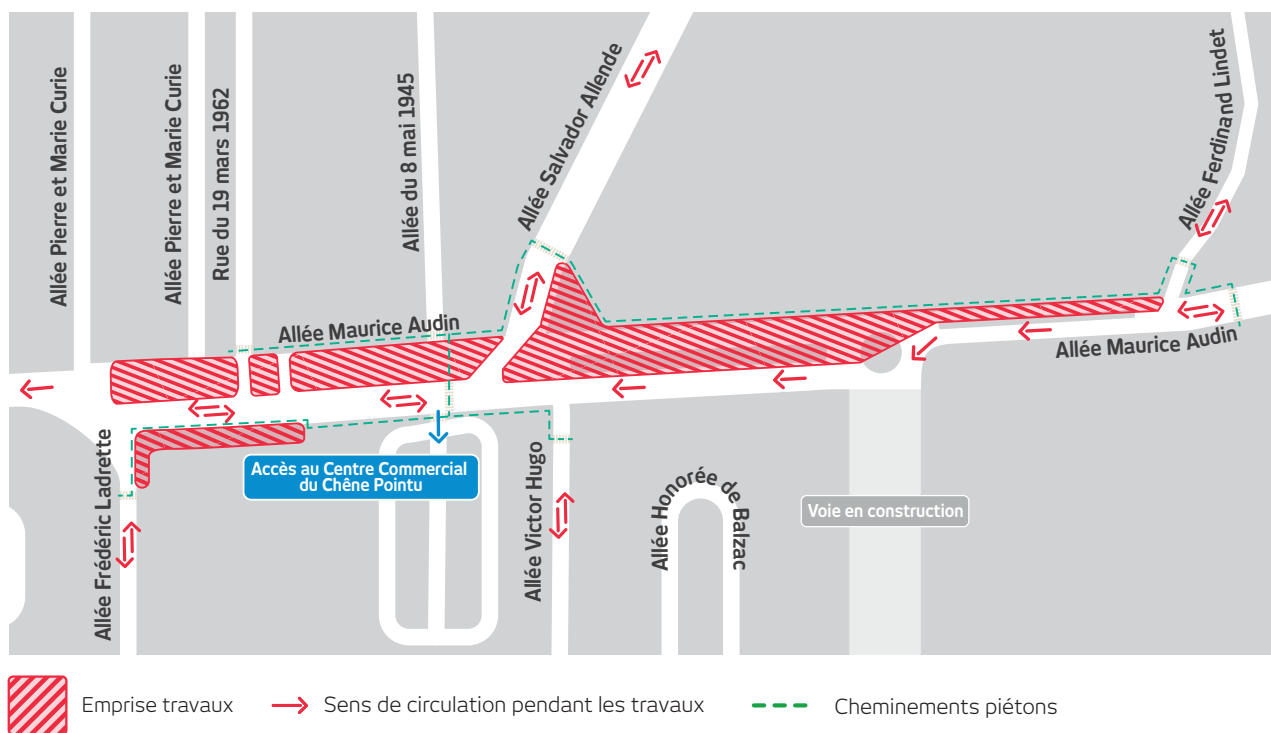 Allée Pierre et Marie Curie
Allée Pierre et Marie Curie
Rue du 19 mars 1962
Allée du 8 mai 1945
Allée Salvador Allende
Allée Ferdinand Lindet
Allée Maurice Audin
Allée Maurice Audin
Allée Frédéric Ladrette
Accès au Centre Commercial
du Chêne Pointu
Allée Victor Hugo
Allée Honorée de Balzac
Voie en construction
Emprise travaux
Sens de circulation pendant les travaux
Cheminements piétons